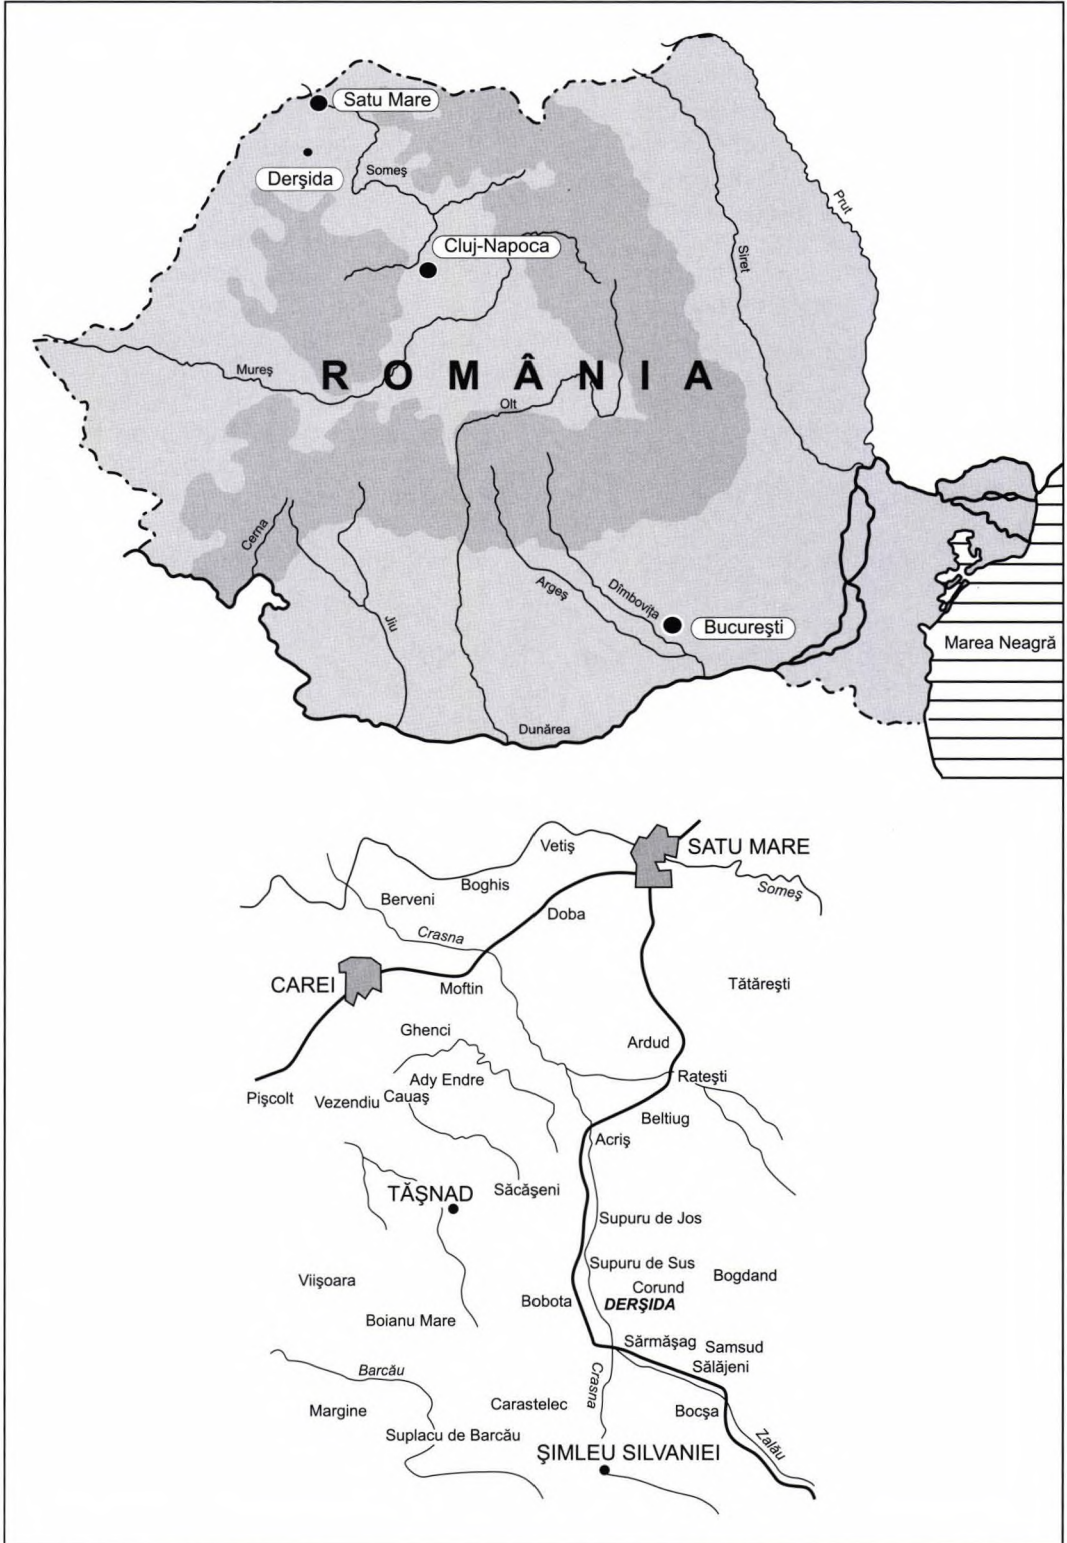 Satu Mare
Derşida
Someş
Prut
Cluj-Napoca
Siret
Mureş
ROMÂNIA
Olt
Cerna
Argeş
Dîmboviţa
Jiu
Bucureşti
Marea Neagră
Dunărea
Vetiş
SATU MARE
Boghis
Someş
Berveni
Doba
Crasna
CAREI
Moftin
Tătăreşti
Ghenci
Ardud
Ady Endre
Rateşti
Pişcolt
Vezendiu
Cauaş
Beltiug
Acriş
TĂŞNAD
Săcăşeni
Supuru de Jos
Supuru de Sus
Viişoara
Corund
Bogdand
Bobota
DERŞIDA
Boianu Mare
Sărmăşag
Samsud
Sălăjeni
Barcău
Crasna
Carastelec
Margine
Bocşa
Suplacu de Barcău
Zalău
ŞIMLEU SILVANIEI